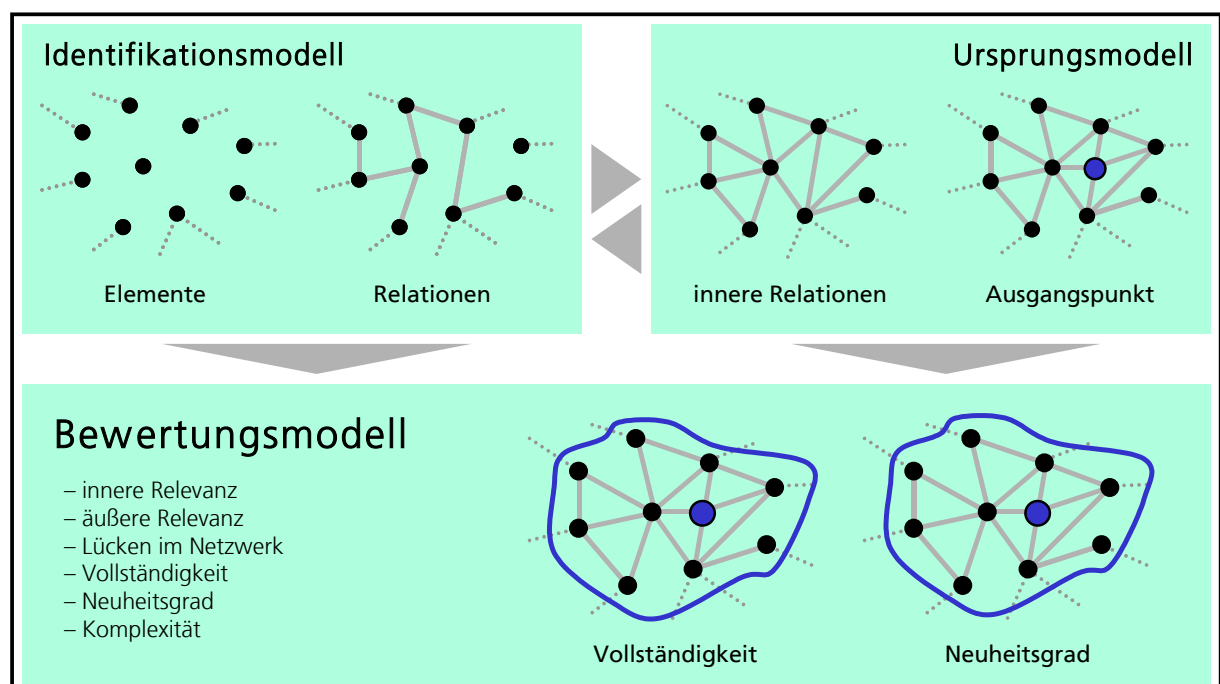 Identifikationsmodell
Elemente
Relationen
Ursprungsmodell
innere Relationen
Ausgangspunkt
Bewertungsmodell
– innere Relevanz
– äußere Relevanz
– Lücken im Netzwerk
– Vollständigkeit
– Neuheitsgrad
– Komplexität
Vollständigkeit
Neuheitsgrad